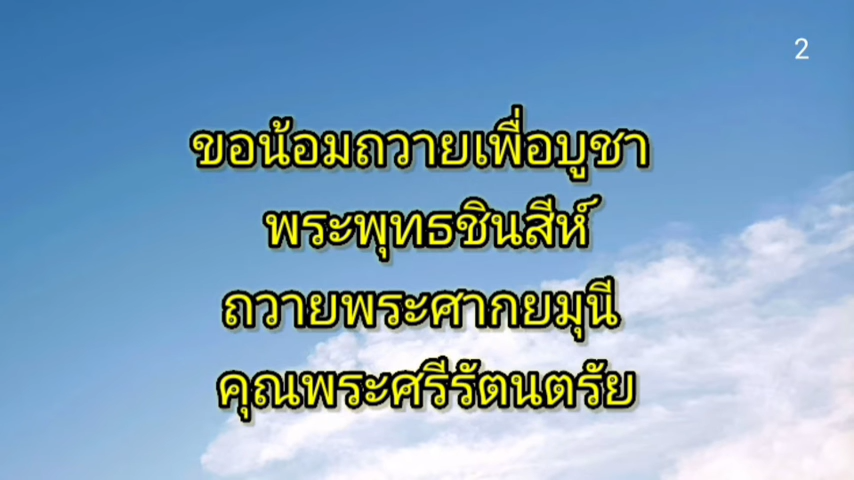 2
ขอน้อมถวายเพื่อบูชา
พระพุทธชินสีห์
ถวายพระศากยมุนี
คุณพระศรีรัตนตรัย